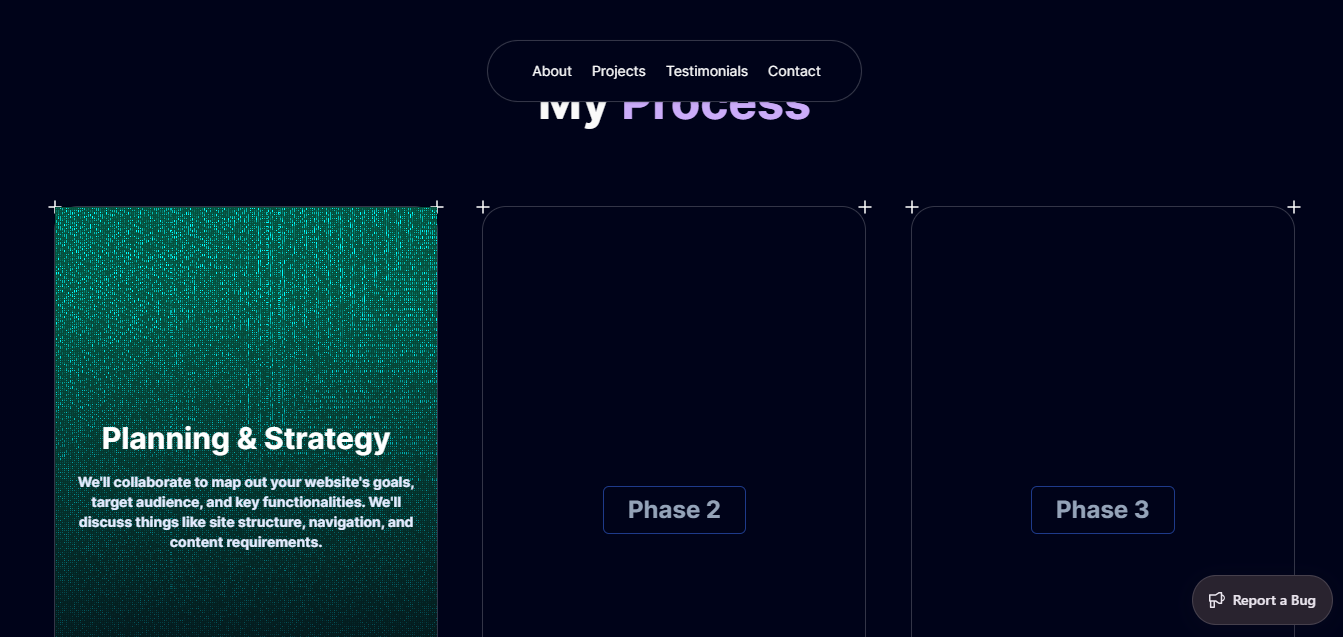 About Projects Testimonials Contact
My Process
Planning & Strategy
We'll collaborate to map out your website's goals,
target audience, and key functionalities. We'll
discuss things like site structure, navigation, and
content requirements.
Phase 2
Phase 3
Report a Bug